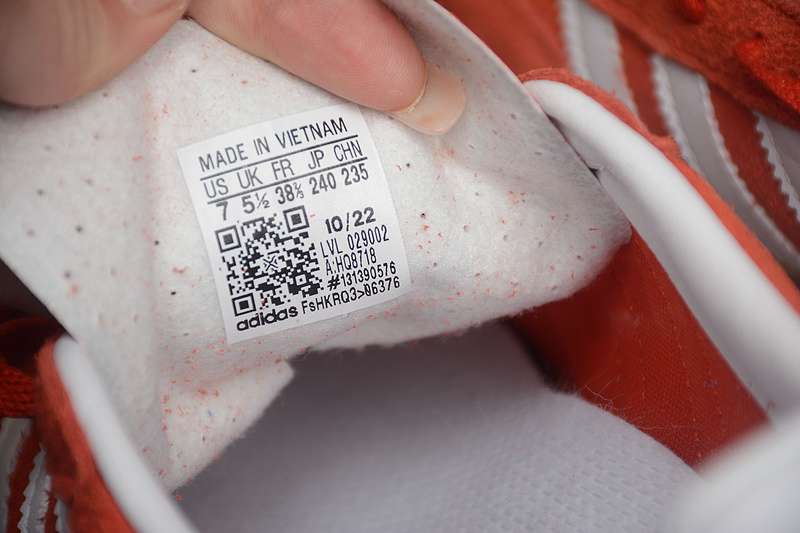 MADE IN VIETNAM
US UK FR JP CHN
7 5½ 38⅔ 240 235
10/22
LVL 029002
A:HQ8718
#131390576
adidas FsHKRQ3>06376